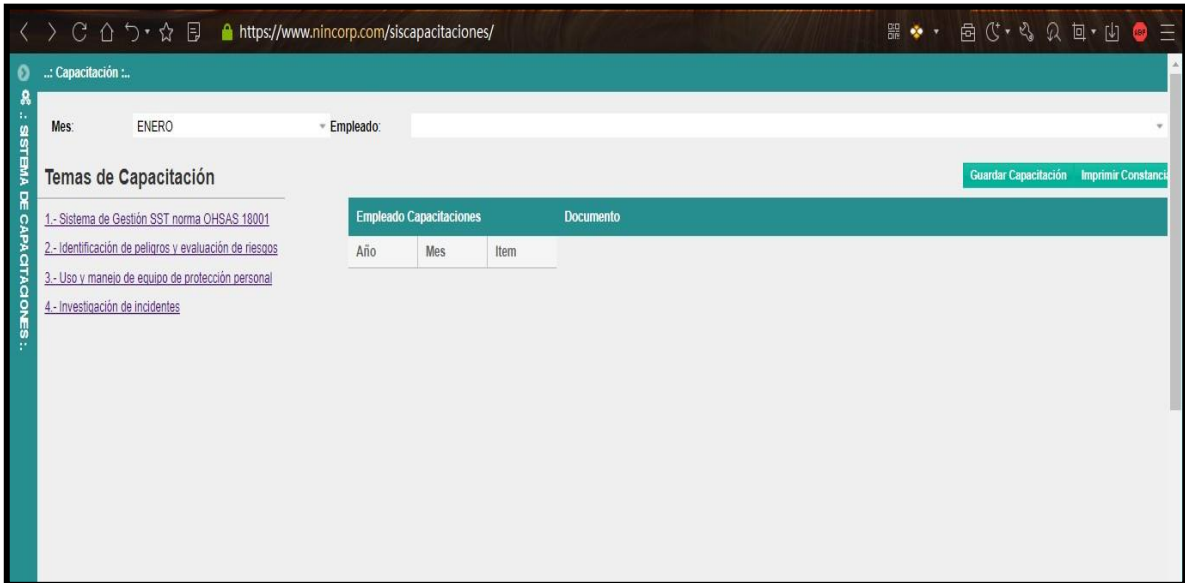 https://www.nincorp.com/siscapacitaciones/
..: Capacitación :..
.: SISTEMA DE CAPACITACIONES :.
Mes: ENERO Empleado:
Temas de Capacitación
Guardar Capacitación Imprimir Constancia
1.- Sistema de Gestión SST norma OHSAS 18001
2.- Identificación de peligros y evaluación de riesgos
3.- Uso y manejo de equipo de protección personal
4.- Investigación de incidentes
Empleado Capacitaciones Documento
Año Mes Item